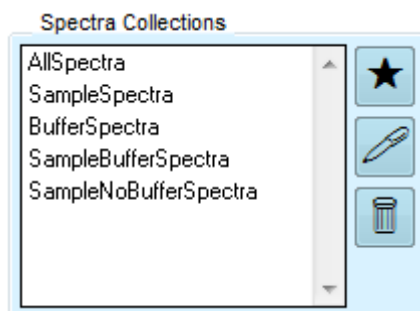 Spectra Collections
AllSpectra
SampleSpectra
BufferSpectra
SampleBufferSpectra
SampleNoBufferSpectra